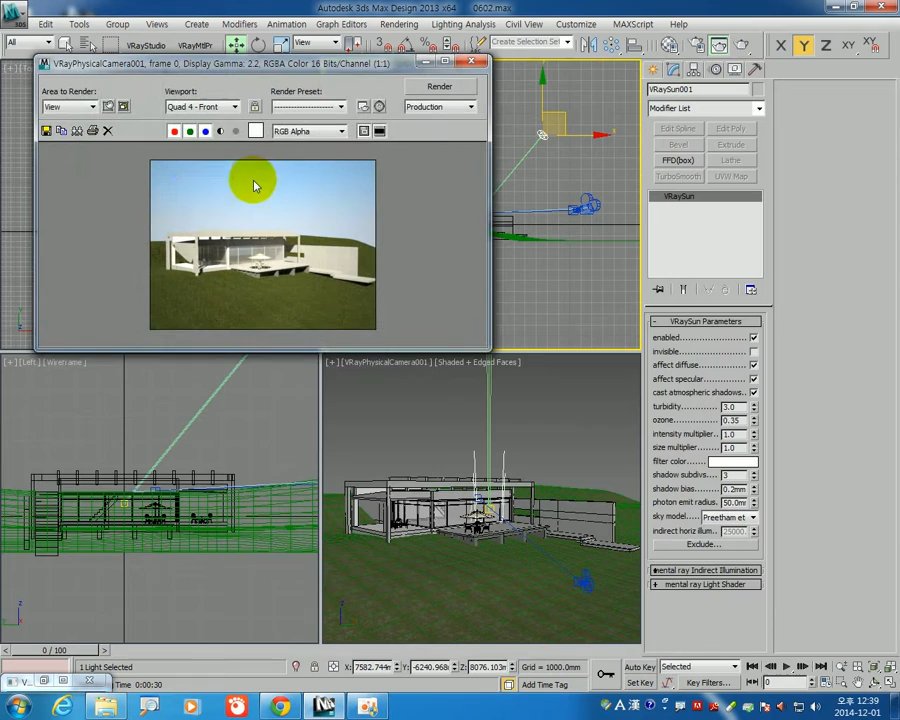 Autodesk 3ds Max Design 2013 x64    0602.max
Edit Tools Group Views Create Modifiers Animation Graph Editors Rendering Lighting Analysis Civil View Customize MAXScript Help
All VRayStudio VRayMtlPr View Create Selection Se X Y Z XY
VRayPhysicalCamera001, frame 0, Display Gamma: 2.2, RGBA Color 16 Bits/Channel (1:1)
Area to Render: Viewport: Render Preset: Render
View Quad 4 - Front Production
RGB Alpha
VRaySun001
Modifier List
Edit Spline Edit Poly
Bevel Extrude
FFD(box) Lathe
TurboSmooth UVW Map
VRaySun
- VRaySun Parameters
enabled
invisible
affect diffuse
affect specular
cast atmospheric shadows
turbidity 3.0
ozone 0.35
intensity multiplier 1.0
size multiplier 1.0
filter color
shadow subdivs 3
shadow bias 0.2mm
photon emit radius 50.0mm
sky model Preetham et
indirect horiz illum 25000.
Exclude...
mental ray Indirect Illumination
+ mental ray Light Shader
[+] [Left] [Wireframe]
[+] [VRayPhysicalCamera001] [Shaded + Edged Faces]
0 / 100
1 Light Selected X: 7582.744m Y: -6240.968 Z: 8076.103m Grid = 1000.0mm Auto Key Selected
Time 0:00:30 Add Time Tag Set Key Key Filters... 0
V...
A 漢
오후 12:39
2014-12-01